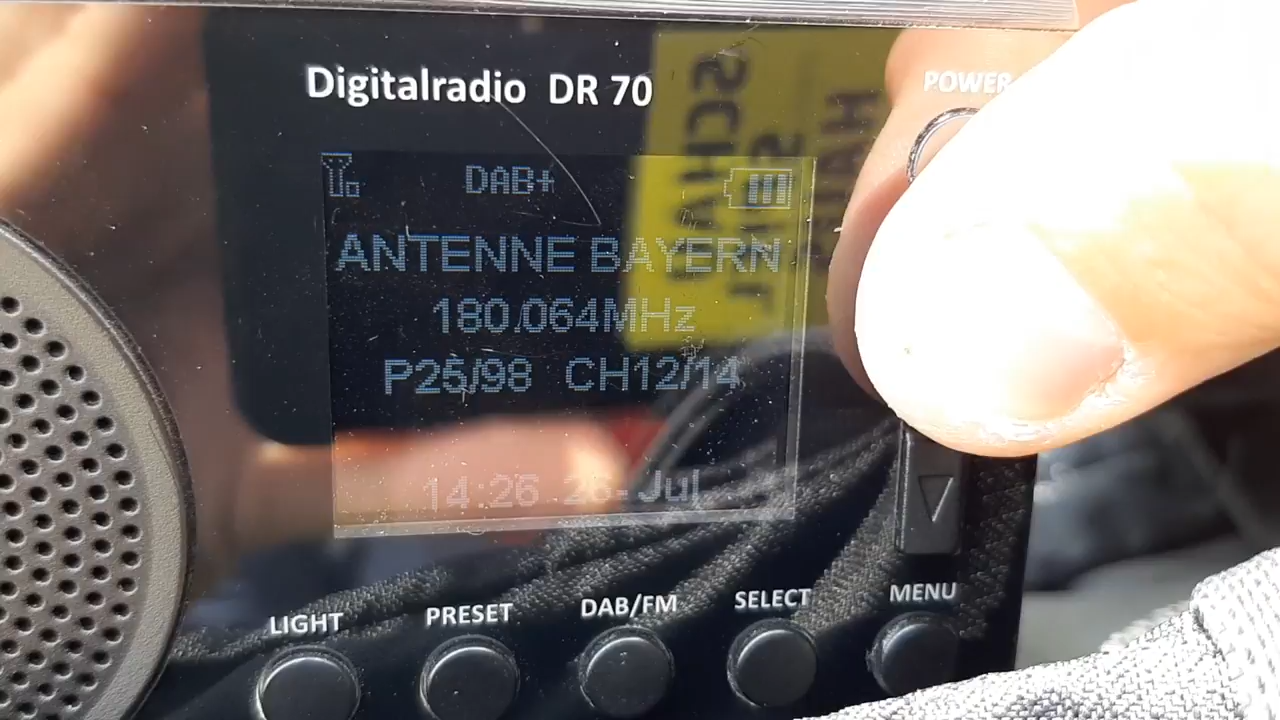 Digitalradio DR 70
POWER
DAB+
ANTENNE BAYERN
180.064MHz
P25/98 CH12/14
14:26 26-Jul
LIGHT
PRESET
DAB/FM
SELECT
MENU